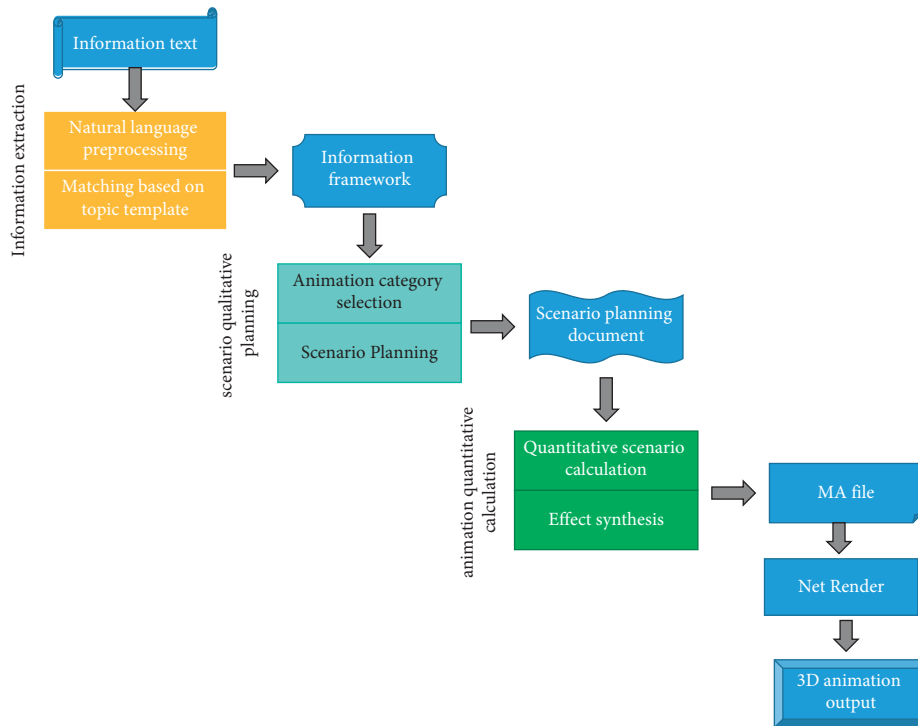 Information text
Information extraction
Natural language
preprocessing
Matching based on
topic template
Information
framework
scenario qualitative
planning
Animation category
selection
Scenario Planning
Scenario planning
document
animation quantitative
calculation
Quantitative scenario
calculation
Effect synthesis
MA file
Net Render
3D animation
output